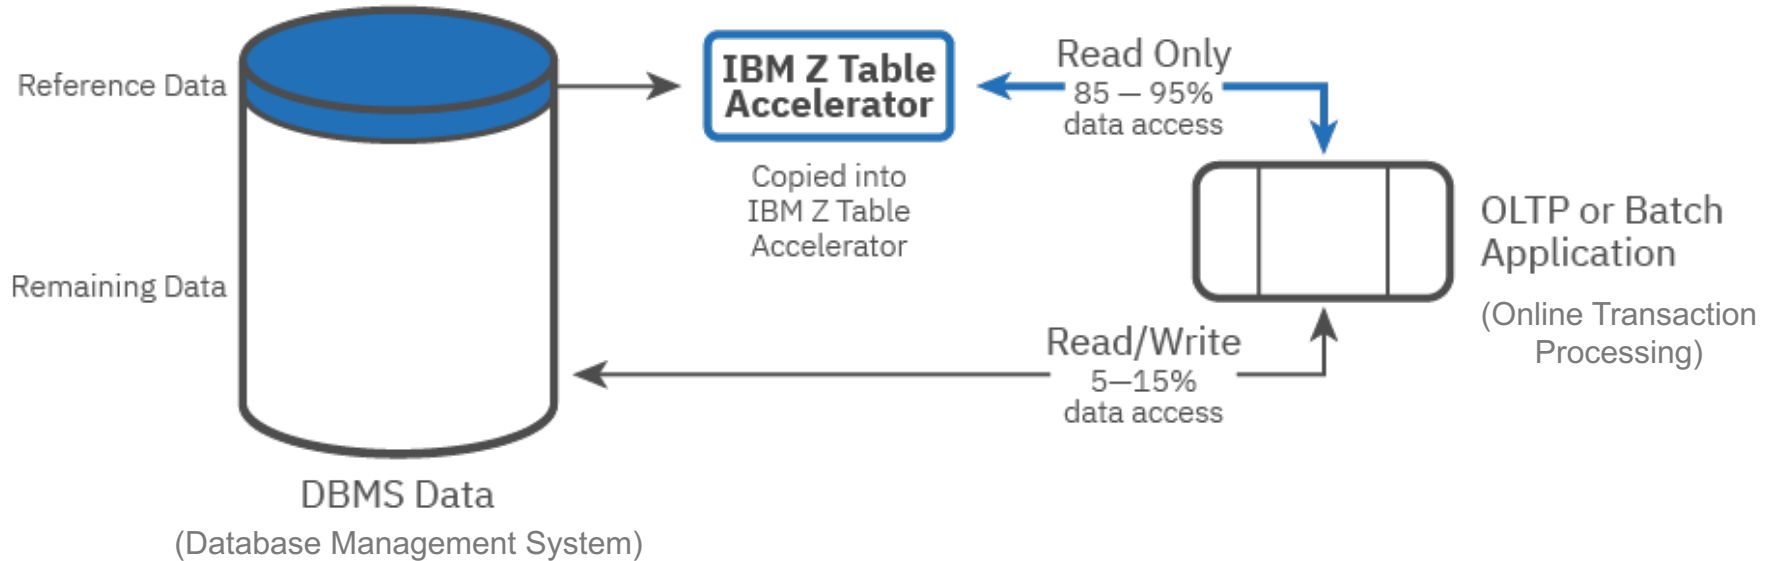 Reference Data
IBM Z Table
Accelerator
Copied into
IBM Z Table
Accelerator
Read Only
85 — 95%
data access
OLTP or Batch
Application
(Online Transaction
Processing)
Remaining Data
Read/Write
5—15%
data access
DBMS Data
(Database Management System)